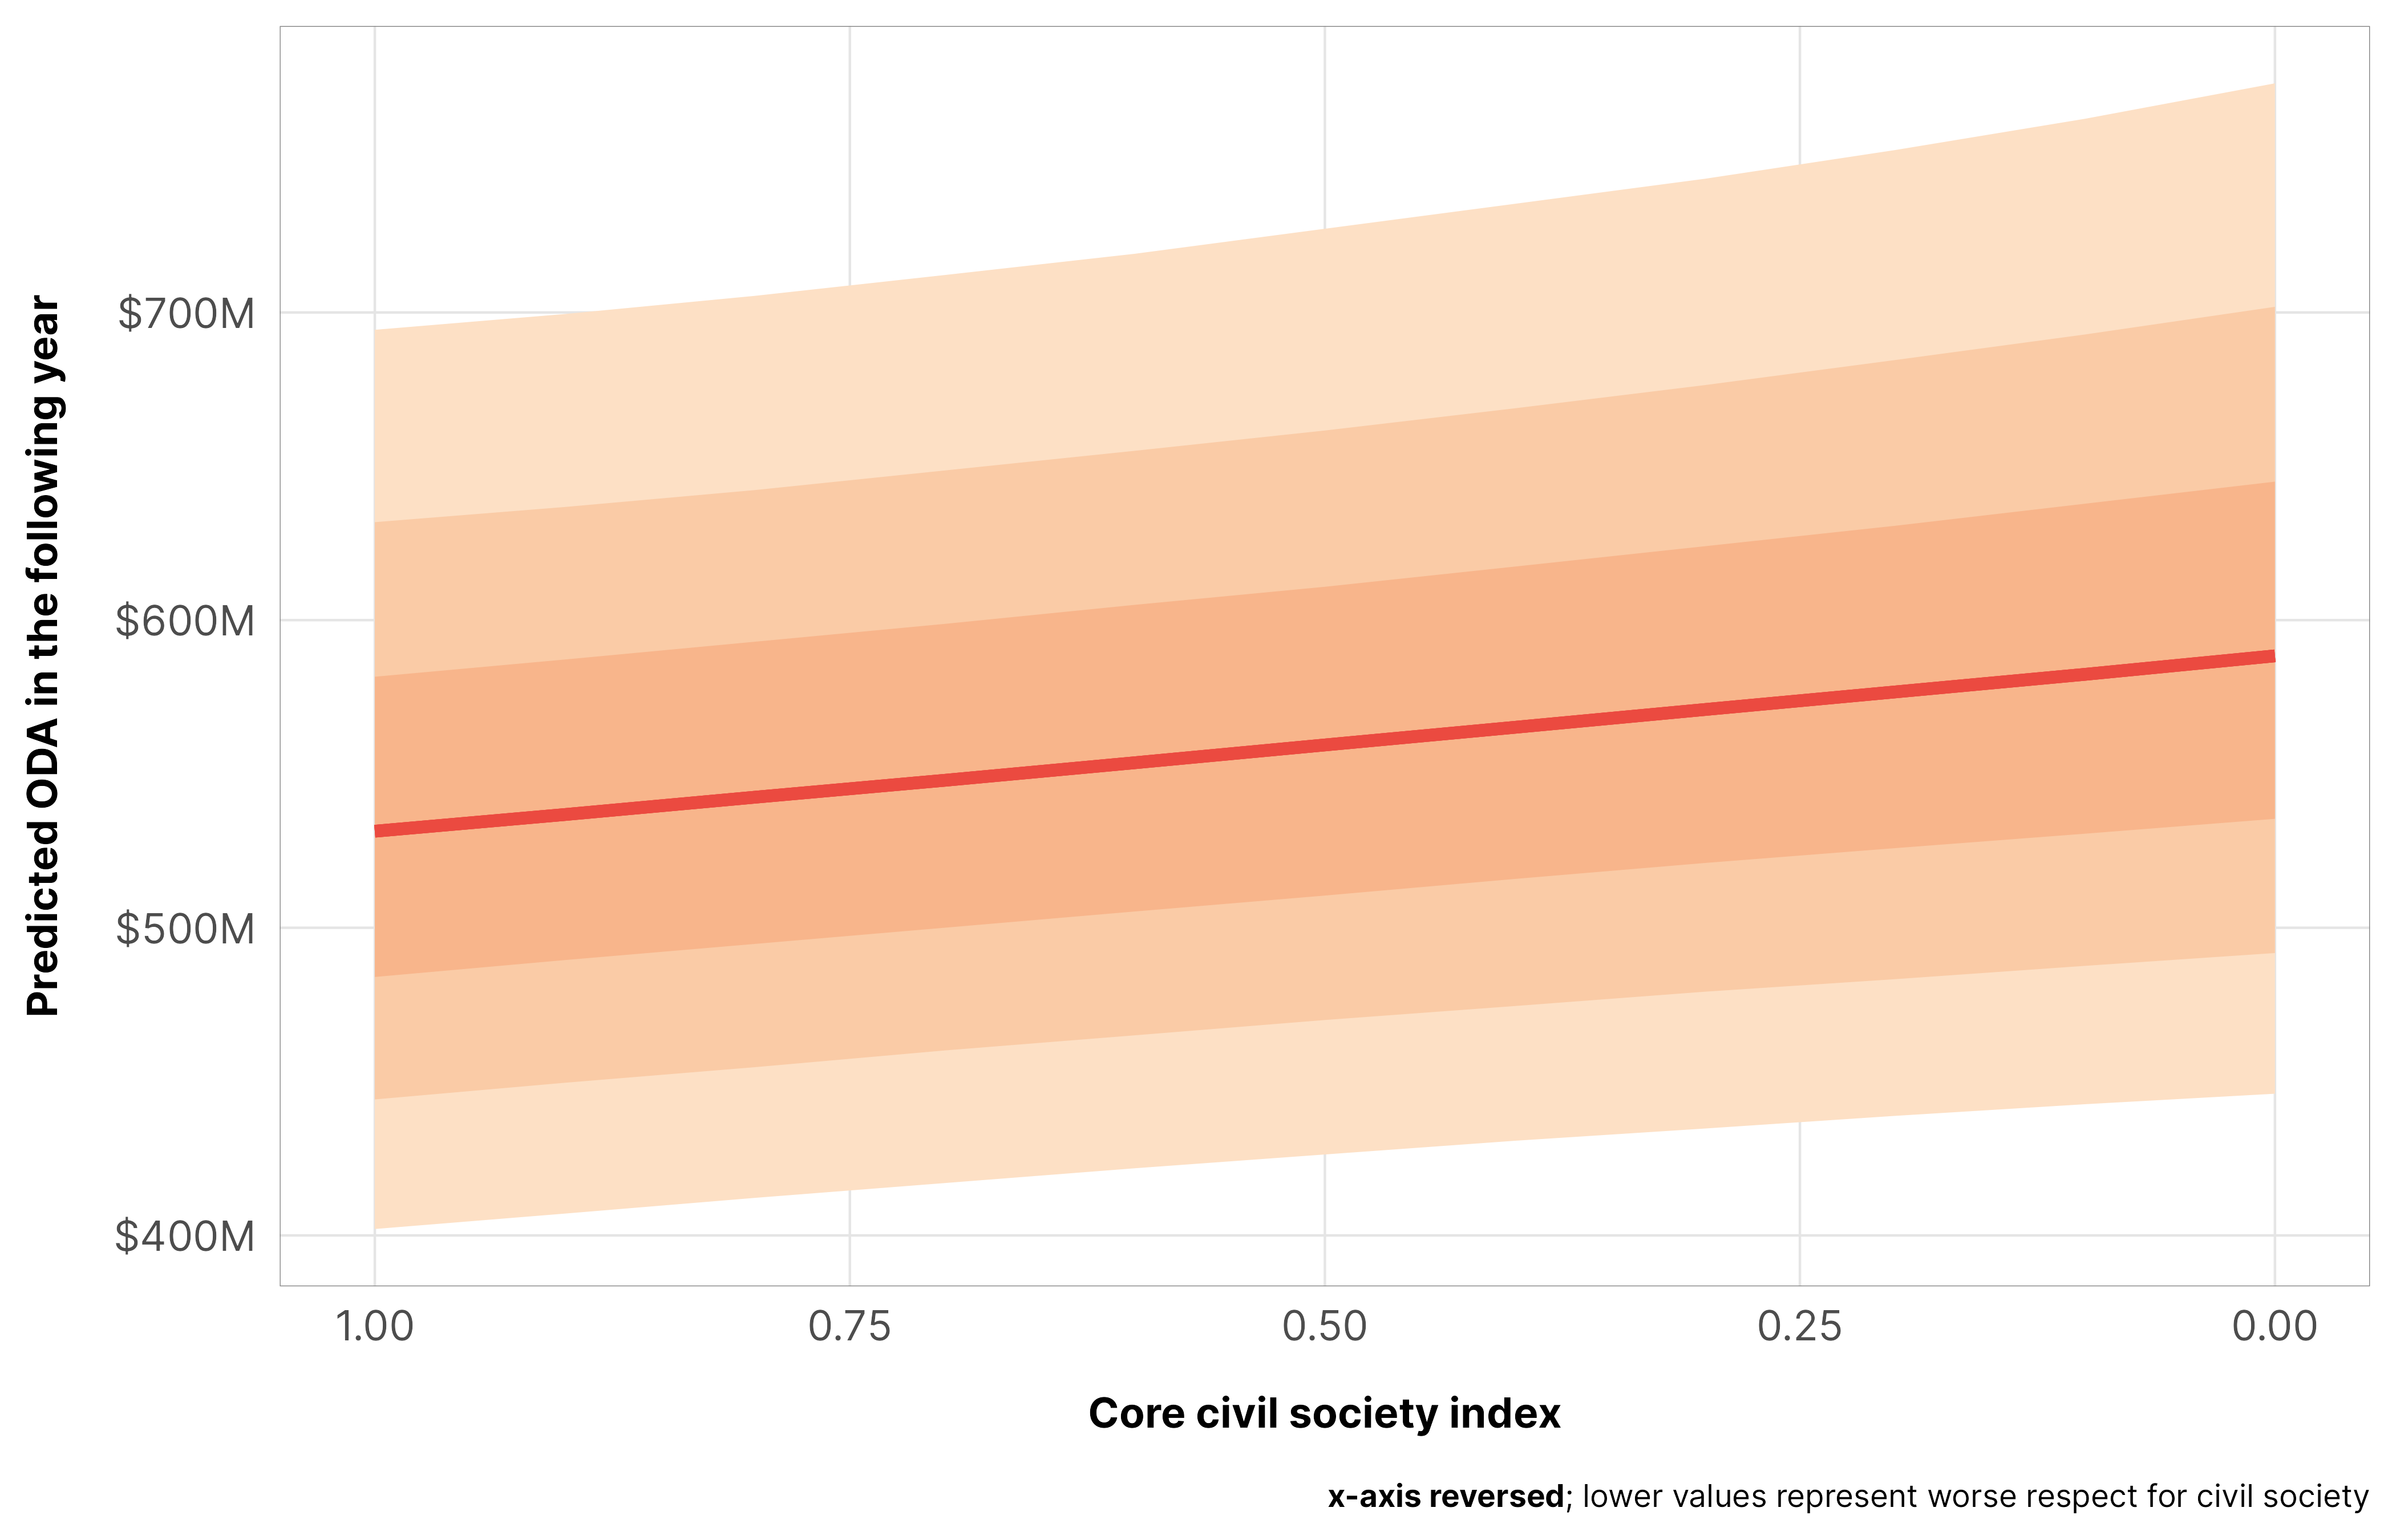 Predicted ODA in the following year
$700M
$600M
$500M
$400M
1.00 0.75 0.50 0.25 0.00
Core civil society index
x-axis reversed; lower values represent worse respect for civil society